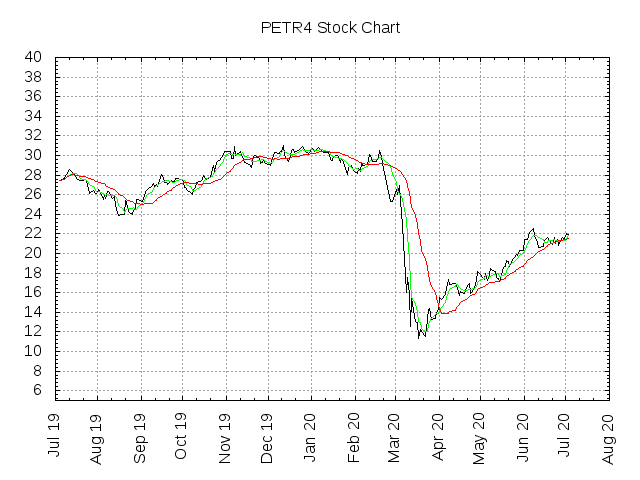 PETR4 Stock Chart
40
38
36
34
32
30
28
26
24
22
20
18
16
14
12
10
8
6
Jul 19
Aug 19
Sep 19
Oct 19
Nov 19
Dec 19
Jan 20
Feb 20
Mar 20
Apr 20
May 20
Jun 20
Jul 20
Aug 20